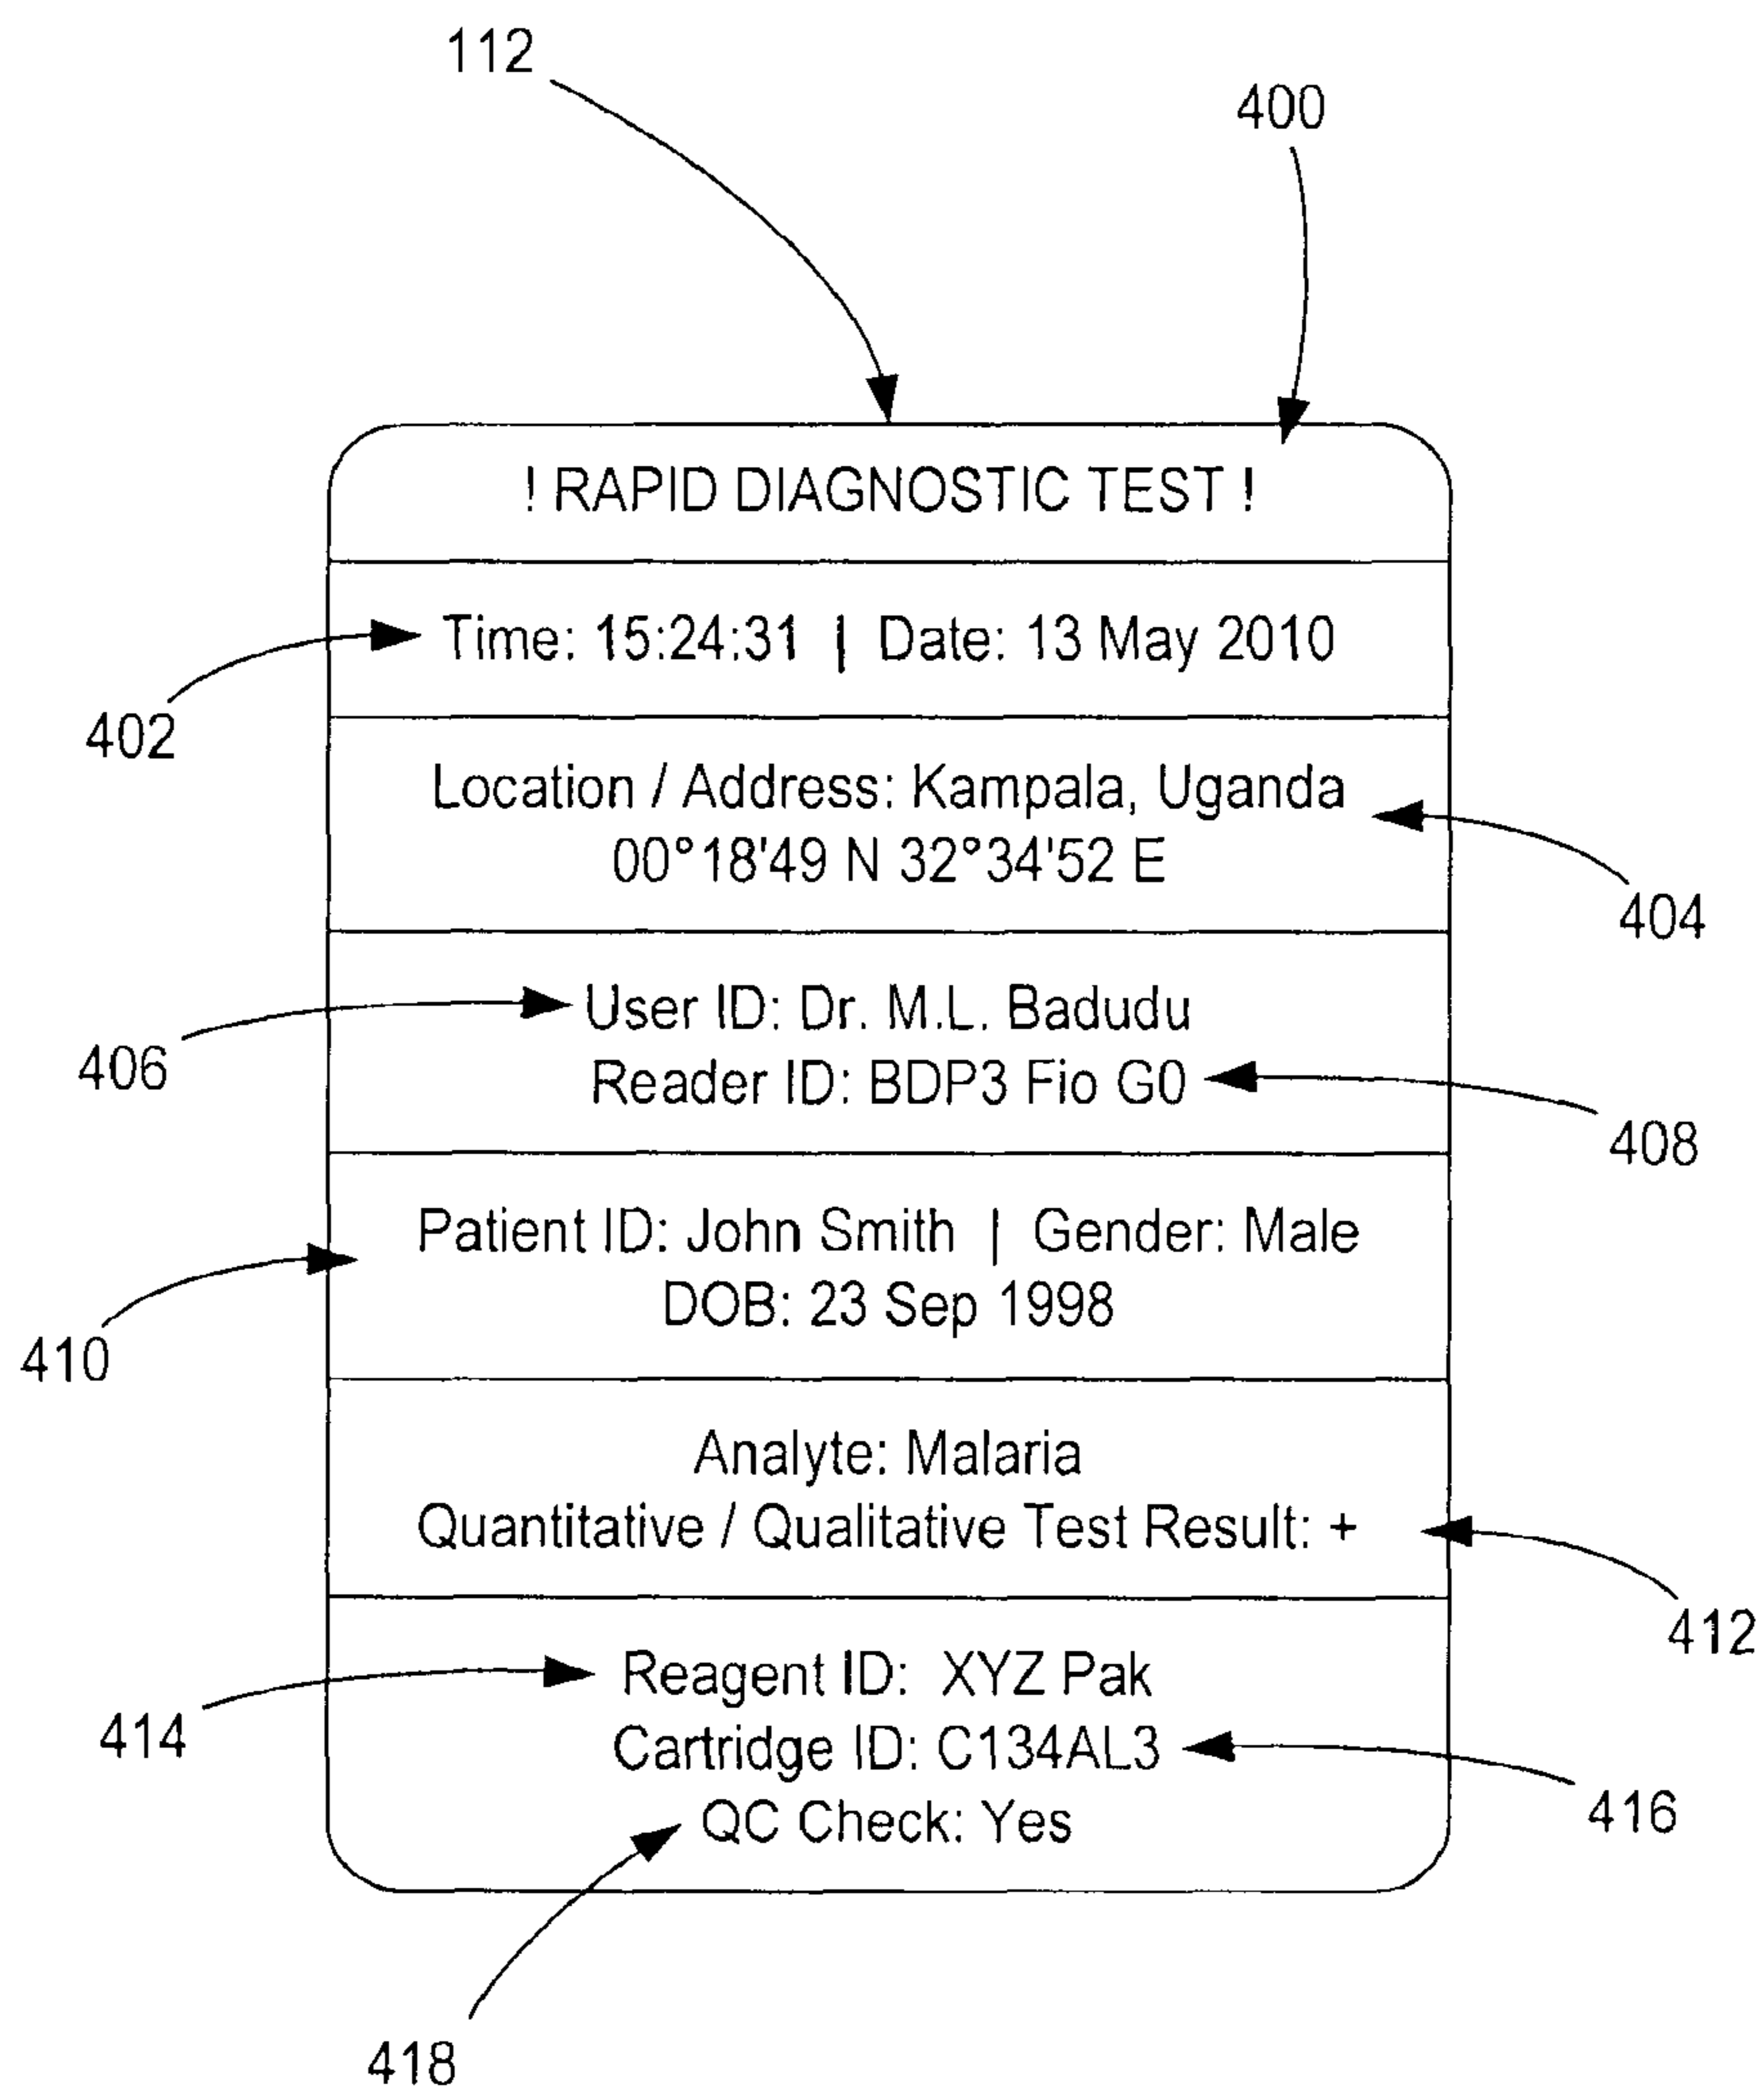 112
400
! RAPID DIAGNOSTIC TEST !
Time: 15:24:31 | Date: 13 May 2010
402
Location / Address: Kampala, Uganda
00°18'49 N 32°34'52 E
404
User ID: Dr. M.L. Badudu
406
Reader ID: BDP3 Fio G0
408
Patient ID: John Smith | Gender: Male
DOB: 23 Sep 1998
410
Analyte: Malaria
Quantitative / Qualitative Test Result: +
412
Reagent ID: XYZ Pak
414
Cartridge ID: C134AL3
416
QC Check: Yes
418